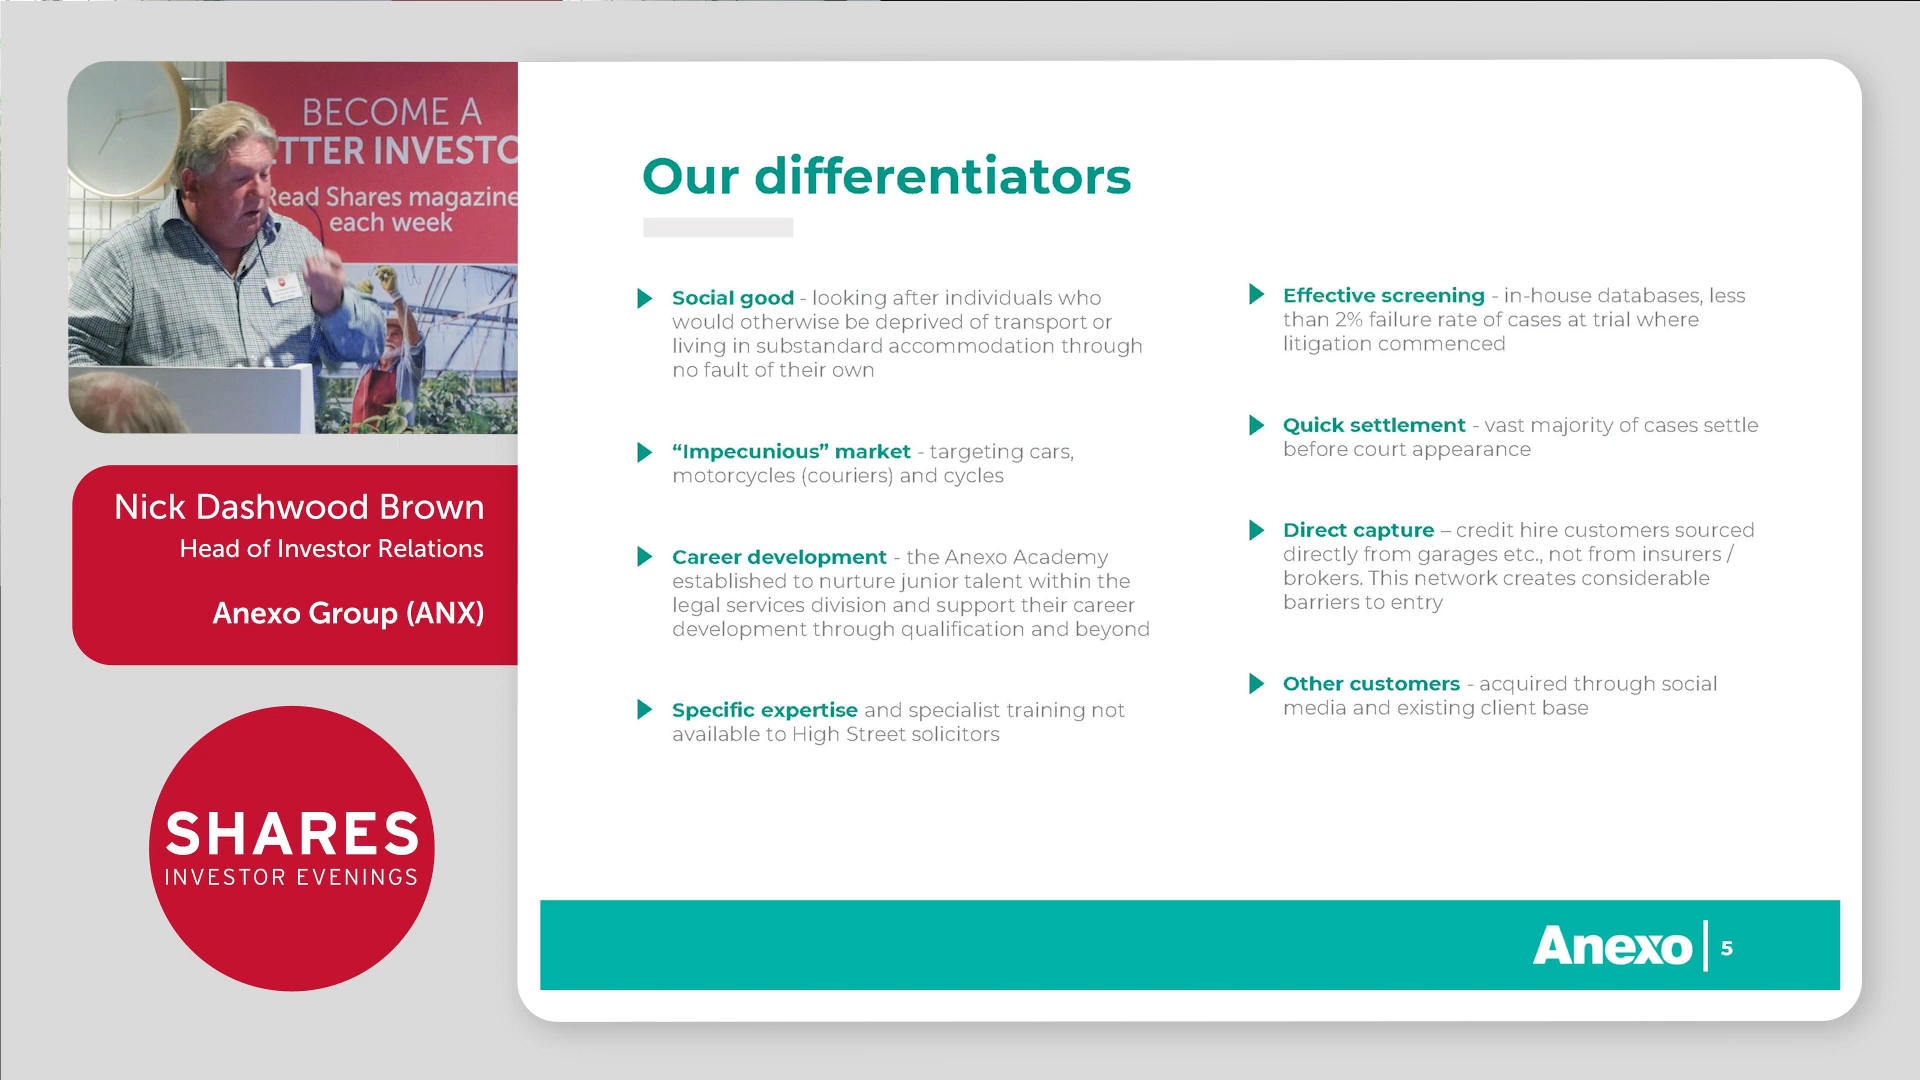 BECOME A
TTER INVESTO
Read Shares magazine
each week
Nick Dashwood Brown
Head of Investor Relations
Anexo Group (ANX)
SHARES
INVESTOR EVENINGS
Our differentiators
Social good - looking after individuals who
would otherwise be deprived of transport or
living in substandard accommodation through
no fault of their own
“Impecunious” market - targeting cars,
motorcycles (couriers) and cycles
Career development - the Anexo Academy
established to nurture junior talent within the
legal services division and support their career
development through qualification and beyond
Specific expertise and specialist training not
available to High Street solicitors
Effective screening - in-house databases, less
than 2% failure rate of cases at trial where
litigation commenced
Quick settlement - vast majority of cases settle
before court appearance
Direct capture – credit hire customers sourced
directly from garages etc., not from insurers /
brokers. This network creates considerable
barriers to entry
Other customers - acquired through social
media and existing client base
Anexo 5